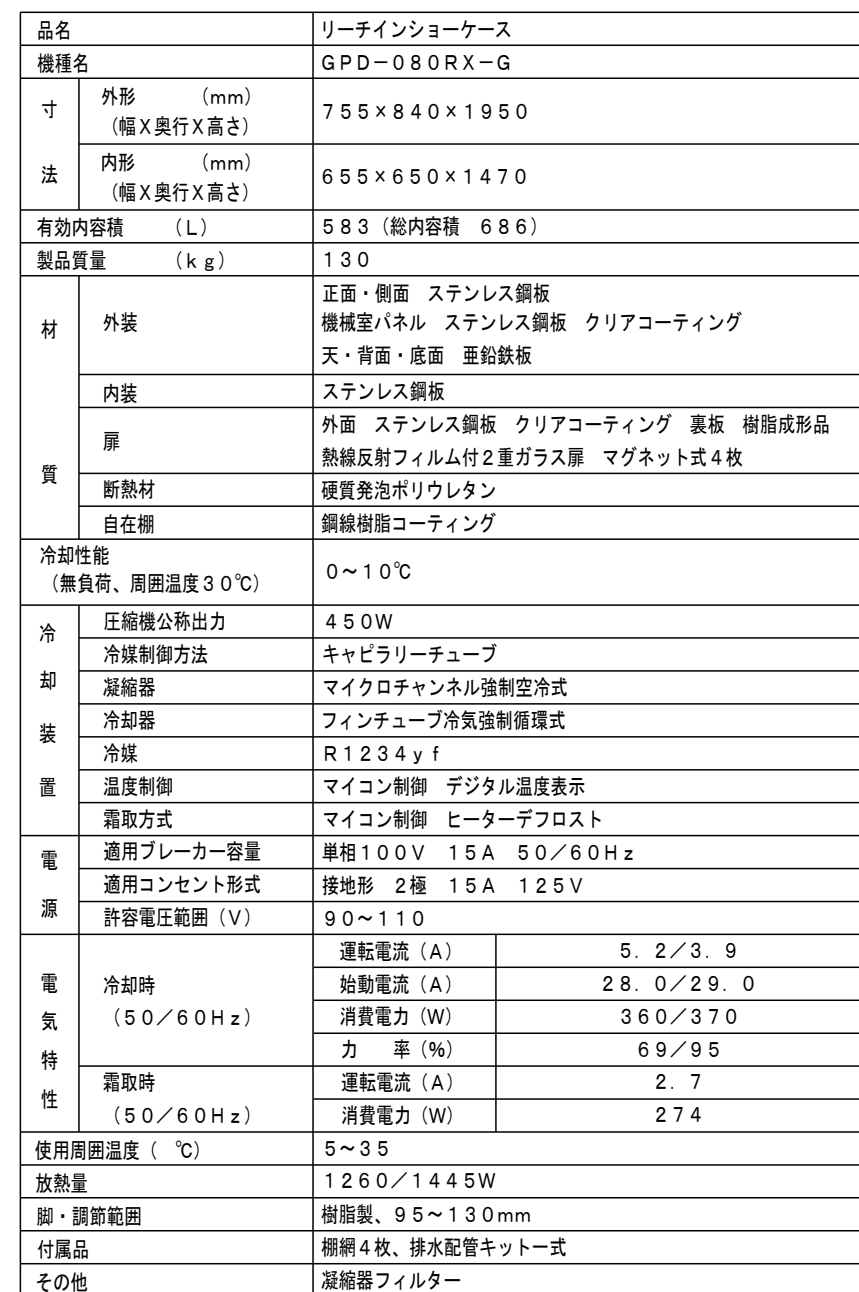 品名 リーチインショーケース
機種名 GPD-080RX-G
寸法 外形 (mm) 755×840×1950
(幅X奥行X高さ)
内形 (mm) 655×650×1470
(幅X奥行X高さ)
有効内容積 (L) 583(総内容積 686)
製品質量 (kg) 130
材質 外装 正面・側面 ステンレス鋼板
機械室パネル ステンレス鋼板 クリアコーティング
天・背面・底面 亜鉛鉄板
内装 ステンレス鋼板
扉 外面 ステンレス鋼板 クリアコーティング 裏板 樹脂成形品
熱線反射フィルム付2重ガラス扉 マグネット式4枚
断熱材 硬質発泡ポリウレタン
自在棚 鋼線樹脂コーティング
冷却性能
(無負荷、周囲温度30℃) 0~10℃
冷却装置 圧縮機公称出力 450W
冷媒制御方法 キャピラリーチューブ
凝縮器 マイクロチャンネル強制空冷式
冷却器 フィンチューブ冷気強制循環式
冷媒 R1234yf
温度制御 マイコン制御 デジタル温度表示
霜取方式 マイコン制御 ヒーターデフロスト
電源 適用ブレーカー容量 単相100V 15A 50/60Hz
適用コンセント形式 接地形 2極 15A 125V
許容電圧範囲(V) 90~110
電気特性 冷却時 運転電流(A) 5.2/3.9
(50/60Hz) 始動電流(A) 28.0/29.0
消費電力(W) 360/370
力 率(%) 69/95
霜取時 運転電流(A) 2.7
(50/60Hz) 消費電力(W) 274
使用周囲温度( ℃) 5~35
放熱量 1260/1445W
脚・調節範囲 樹脂製、95~130mm
付属品 棚網4枚、排水配管キット一式
その他 凝縮器フィルター